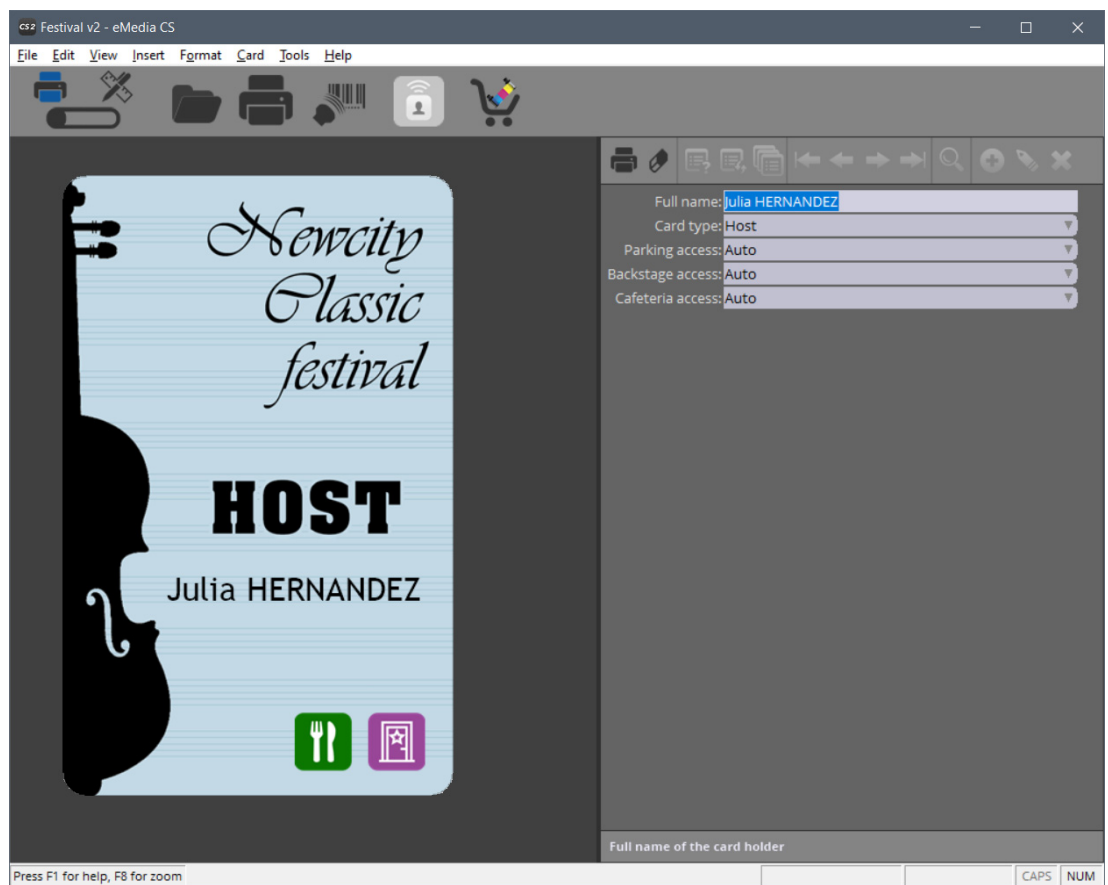 CS2 Festival v2 - eMedia CS
File Edit View Insert Format Card Tools Help
Newcity
Classic
festival
HOST
Julia HERNANDEZ
Full name: Julia HERNANDEZ
Card type: Host
Parking access: Auto
Backstage access: Auto
Cafeteria access: Auto
Full name of the card holder
Press F1 for help, F8 for zoom
CAPS NUM